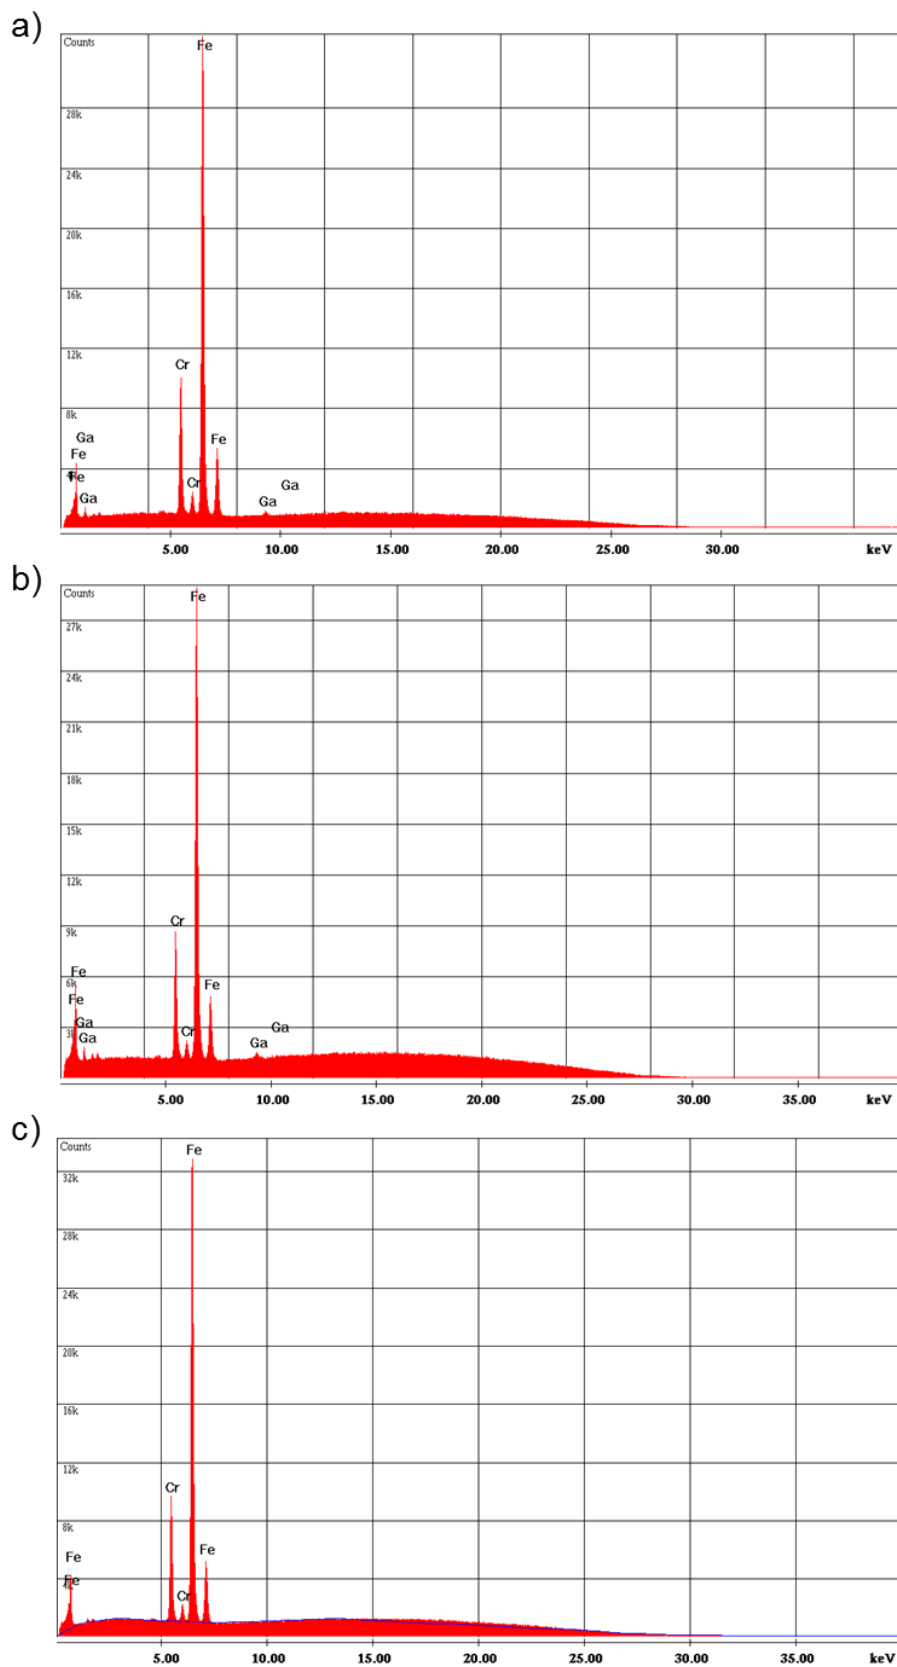 a)
Counts
Fe
28k
24k
20k
16k
12k
Cr
8k
Ga
Fe
Fe
Ga
Cr
Fe
Ga
Ga
5.00 10.00 15.00 20.00 25.00 30.00 keV
b)
Counts
Fe
27k
24k
21k
18k
15k
12k
9k
Cr
Fe
6k
Fe
Ga
3k
Ga
Cr
Fe
Ga
Ga
5.00 10.00 15.00 20.00 25.00 30.00 35.00 keV
c)
Counts
Fe
32k
28k
24k
20k
16k
12k
Cr
8k
Fe
Fe
Cr
Fe
5.00 10.00 15.00 20.00 25.00 30.00 35.00 keV